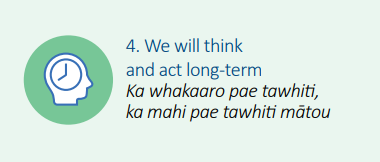 4. We will think
and act long-term
Ka whakaaro pae tawhiti,
ka mahi pae tawhiti mātou